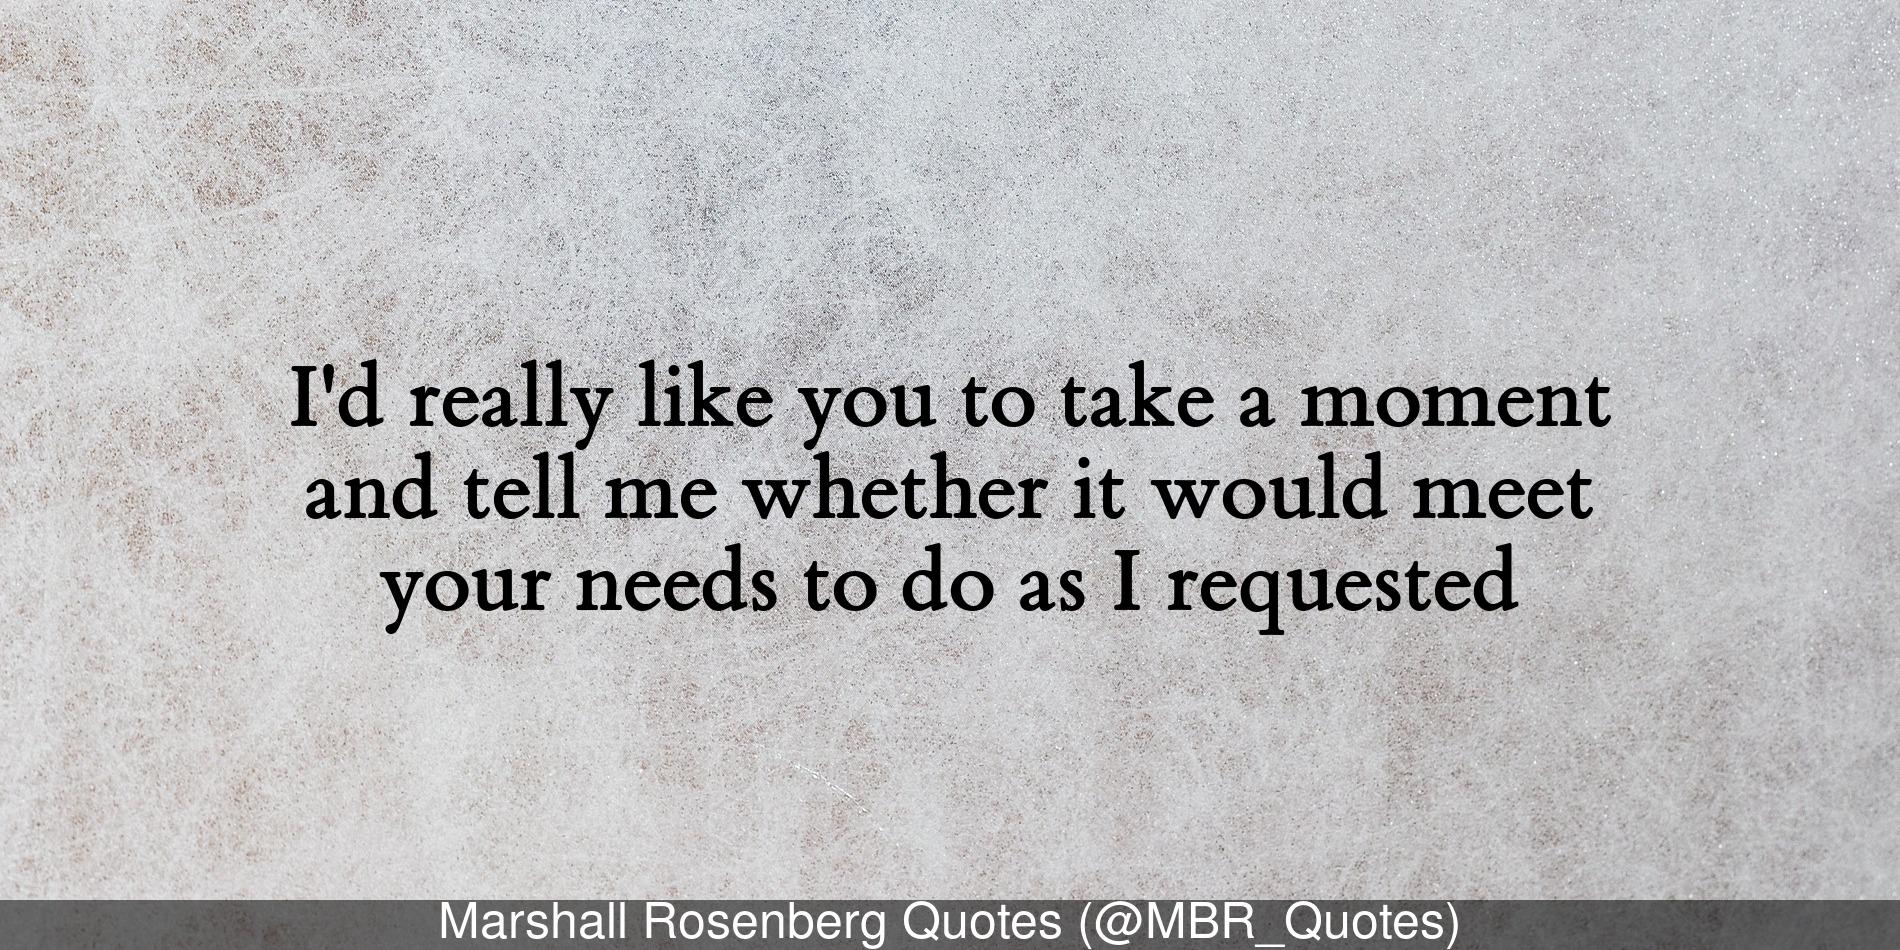 I'd really like you to take a moment
and tell me whether it would meet
your needs to do as I requested
Marshall Rosenberg Quotes (@MBR_Quotes)